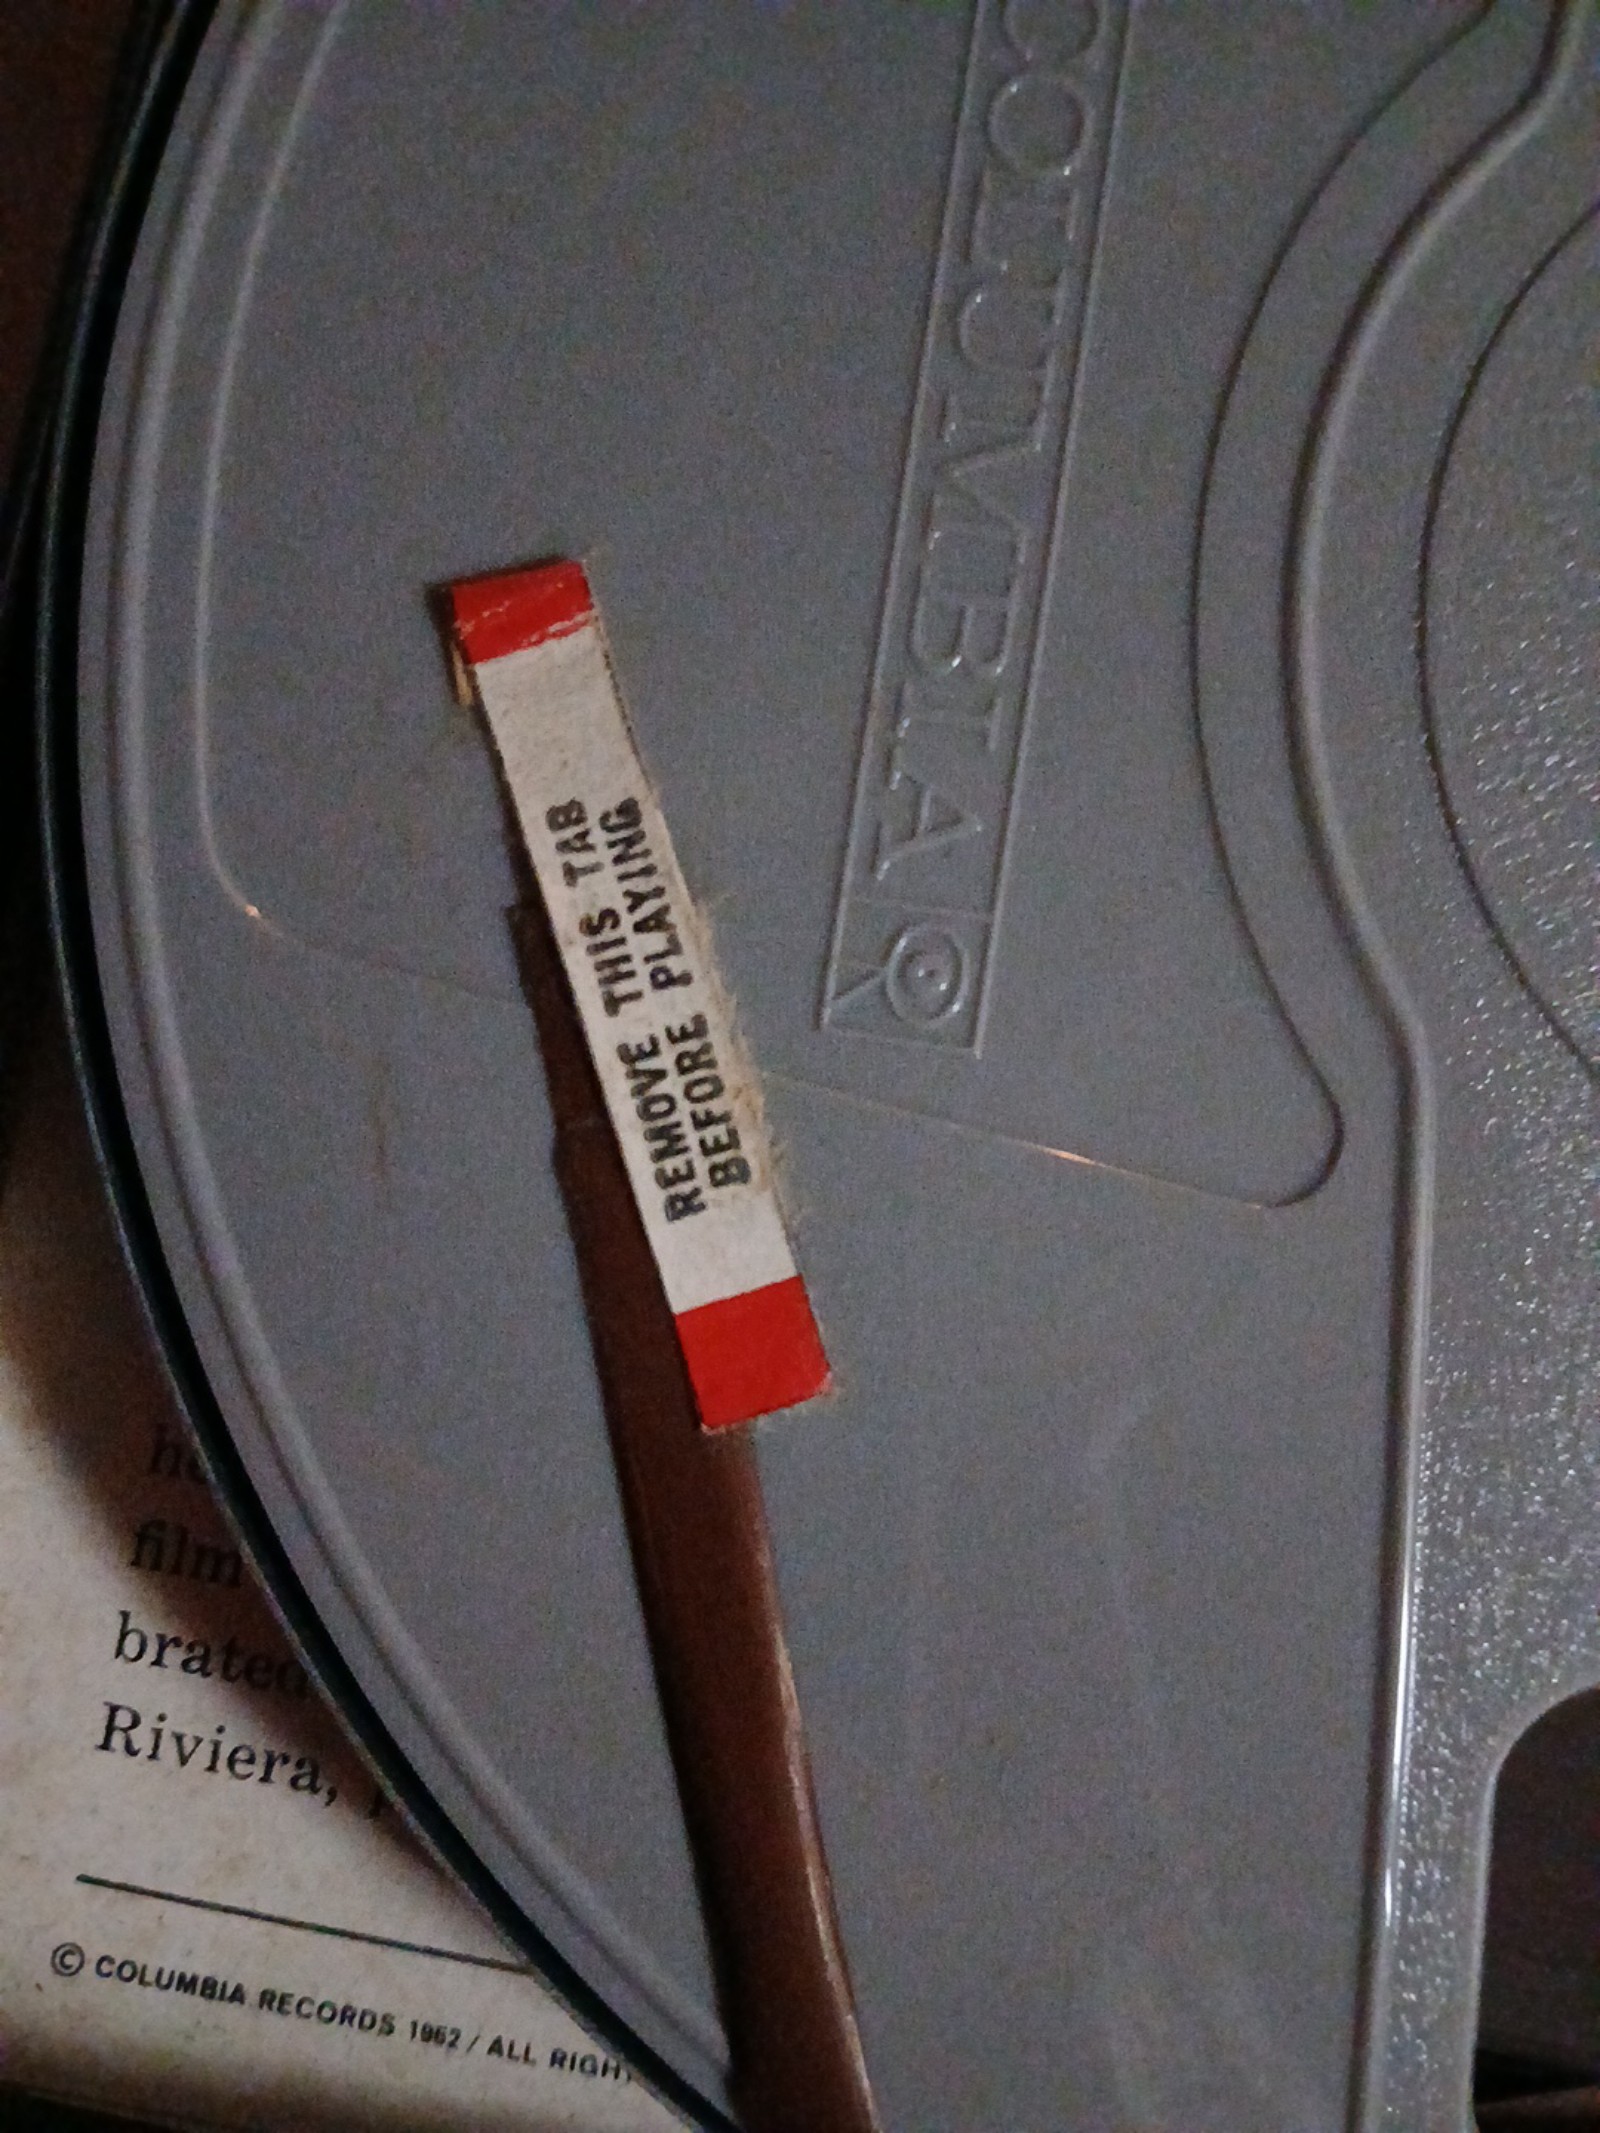 COLUMBIA
REMOVE THIS TAB
BEFORE PLAYING
film
brated
Riviera,
© COLUMBIA RECORDS 1962 / ALL RIGH